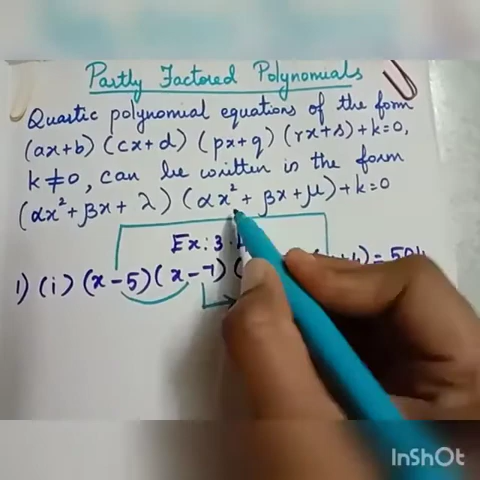 Partly Factored Polynomials
Quartic polynomial equations of the form
(ax+b) (cx+d) (px+q) (rx+s) + k=0,
k ≠ 0, can be written in the form
(αx² + βx + λ) (αx² + βx + μ) + k=0
Ex: 3.
1) (i) (x-5)(x-7)( = 504
InShOt